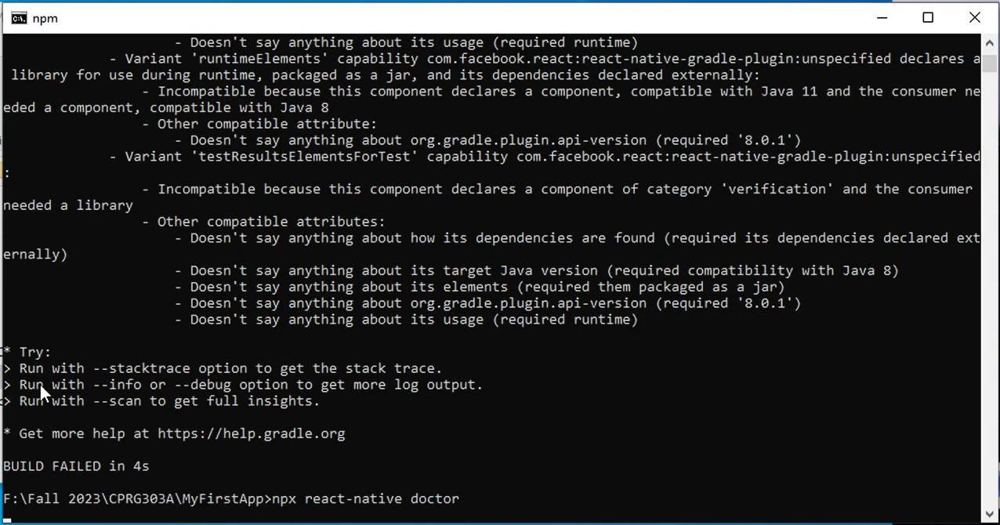 npm
- Doesn't say anything about its usage (required runtime)
- Variant 'runtimeElements' capability com.facebook.react:react-native-gradle-plugin:unspecified declares a
library for use during runtime, packaged as a jar, and its dependencies declared externally:
- Incompatible because this component declares a component, compatible with Java 11 and the consumer ne
eded a component, compatible with Java 8
- Other compatible attribute:
- Doesn't say anything about org.gradle.plugin.api-version (required '8.0.1')
- Variant 'testResultsElementsForTest' capability com.facebook.react:react-native-gradle-plugin:unspecified
:
- Incompatible because this component declares a component of category 'verification' and the consumer
needed a library
- Other compatible attributes:
- Doesn't say anything about how its dependencies are found (required its dependencies declared ext
ernally)
- Doesn't say anything about its target Java version (required compatibility with Java 8)
- Doesn't say anything about its elements (required them packaged as a jar)
- Doesn't say anything about org.gradle.plugin.api-version (required '8.0.1')
- Doesn't say anything about its usage (required runtime)
* Try:
> Run with --stacktrace option to get the stack trace.
> Run with --info or --debug option to get more log output.
> Run with --scan to get full insights.
* Get more help at https://help.gradle.org
BUILD FAILED in 4s
F:\Fall 2023\CPRG303A\MyFirstApp>npx react-native doctor